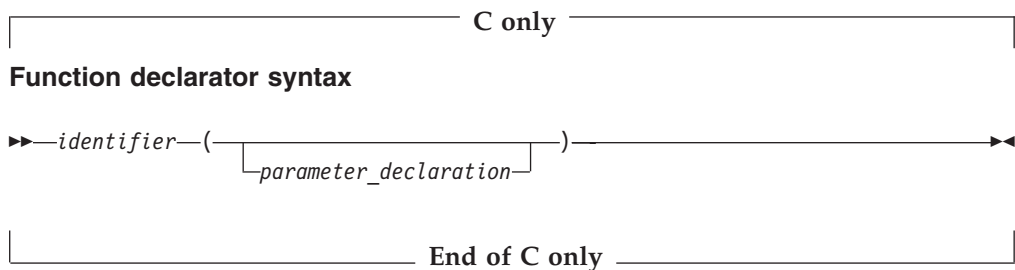 C only
Function declarator syntax
identifier ( )
parameter_declaration
End of C only